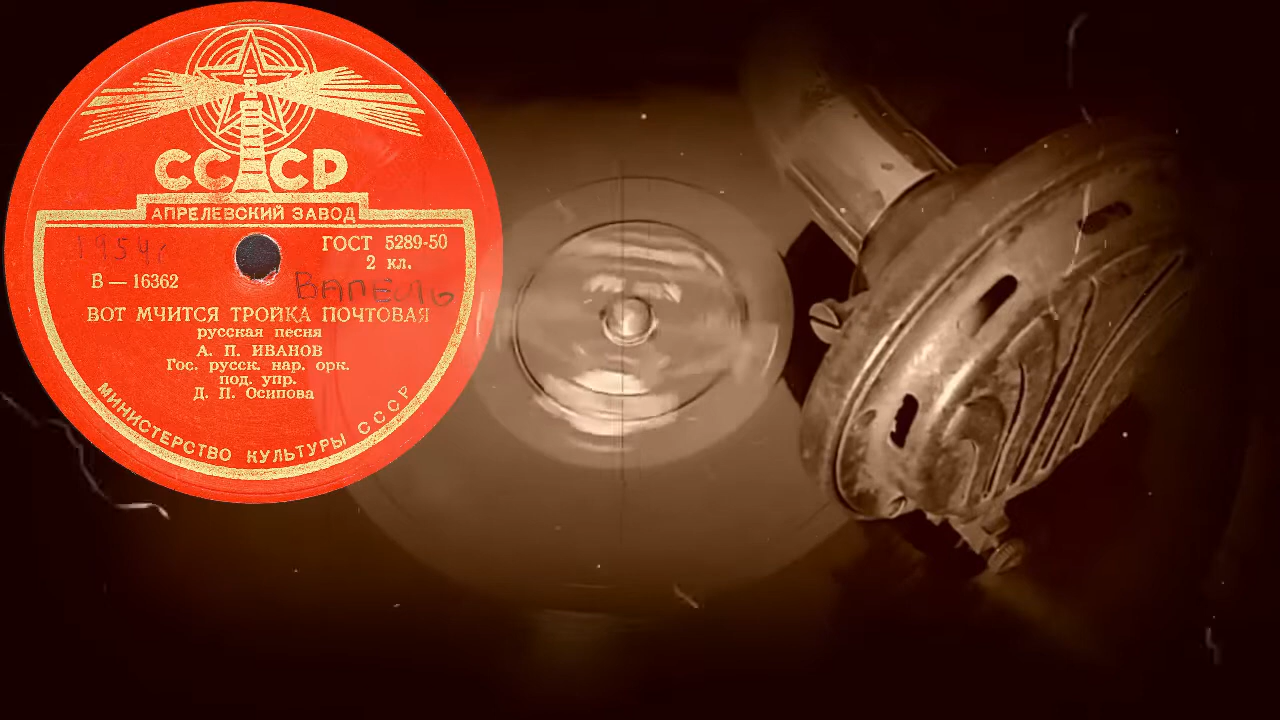 СССР
АПРЕЛЕВСКИЙ ЗАВОД
1954г
ГОСТ 5289-50
2 кл.
В — 16362
ВОТ МЧИТСЯ ТРОЙКА ПОЧТОВАЯ
русская песня
А. П. ИВАНОВ
Гос. русск. нар. орк.
под. упр.
Д. П. Осипова
МИНИСТЕРСТВО КУЛЬТУРЫ СССР